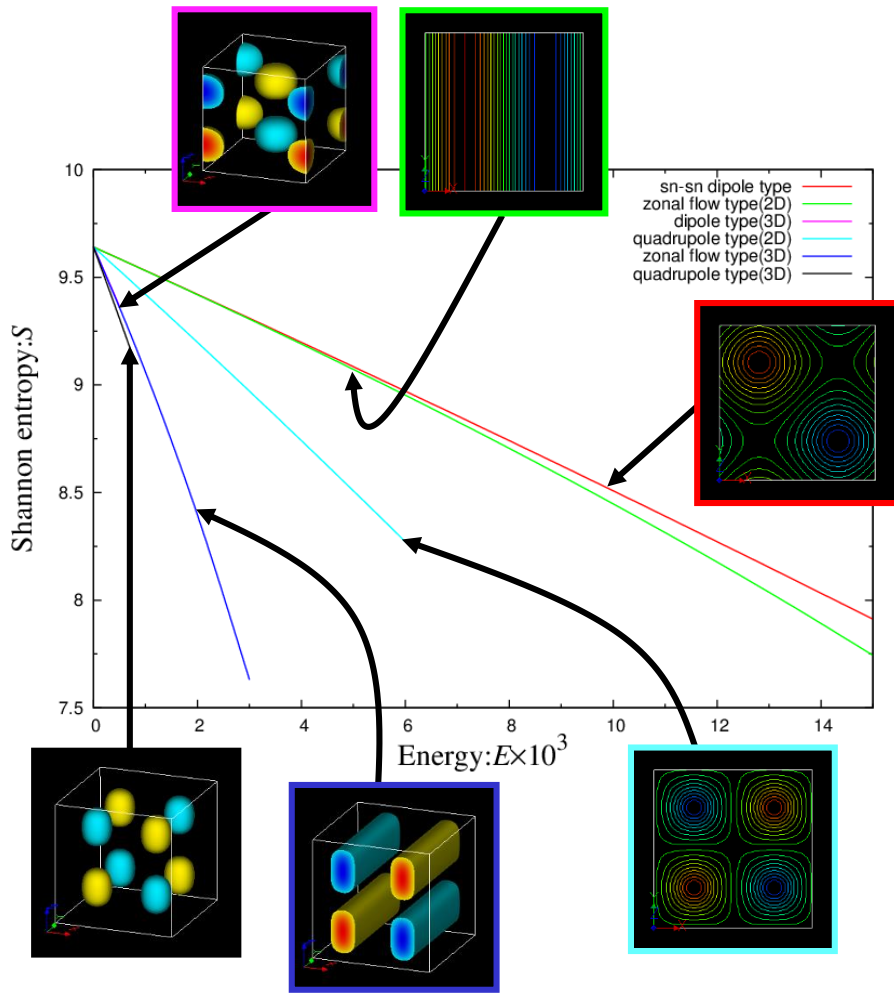 10
9.5
9
8.5
8
7.5
Shannon entropy:S
sn-sn dipole type
zonal flow type(2D)
dipole type(3D)
quadrupole type(2D)
zonal flow type(3D)
quadrupole type(3D)
0 2 4 6 8 10 12 14
Energy:E×10³